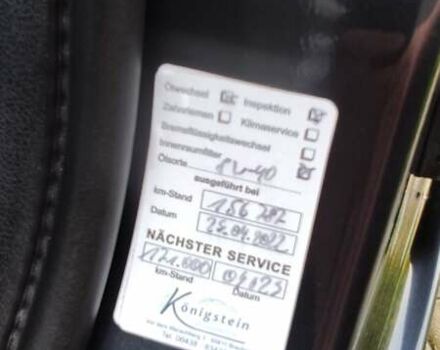 Ölwechsel Inspektion
Zahnriemen Klimaservice
Bremsflüssigkeitswechsel
Innenraumfilter
Ölsorte
ausgeführt bei
km-Stand 156 282
Datum 25.04.2022
NÄCHSTER SERVICE
171.000 04/23
km-Stand Datum
Königstein